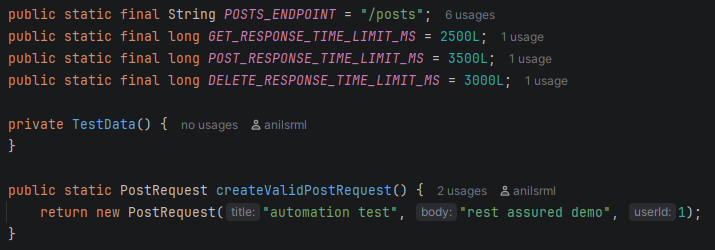 public static final String POSTS_ENDPOINT = "/posts"; 6 usages
public static final long GET_RESPONSE_TIME_LIMIT_MS = 2500L; 1 usage
public static final long POST_RESPONSE_TIME_LIMIT_MS = 3500L; 1 usage
public static final long DELETE_RESPONSE_TIME_LIMIT_MS = 3000L; 1 usage
private TestData() { no usages anilsrml
}
public static PostRequest createValidPostRequest() { 2 usages anilsrml
return new PostRequest( title: "automation test", body: "rest assured demo", userId: 1);
}